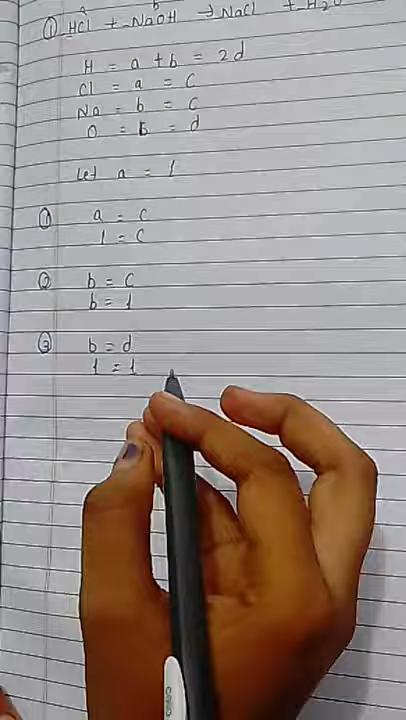 a b
① HCl + NaOH → NaCl + H2O
H = a + b = 2d
Cl = a = c
Na = b = c
O = b = d
Let a = 1
① a = c
1 = c
② b = c
b = 1
③ b = d
1 = 1